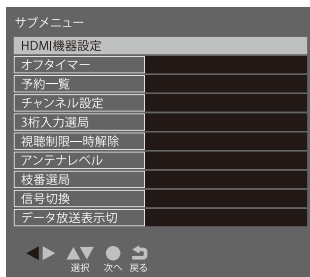 サブメニュー
HDMI機器設定
オフタイマー
予約一覧
チャンネル設定
3桁入力選局
視聴制限一時解除
アンテナレベル
枝番選局
信号切換
データ放送表示切
選択 次へ 戻る